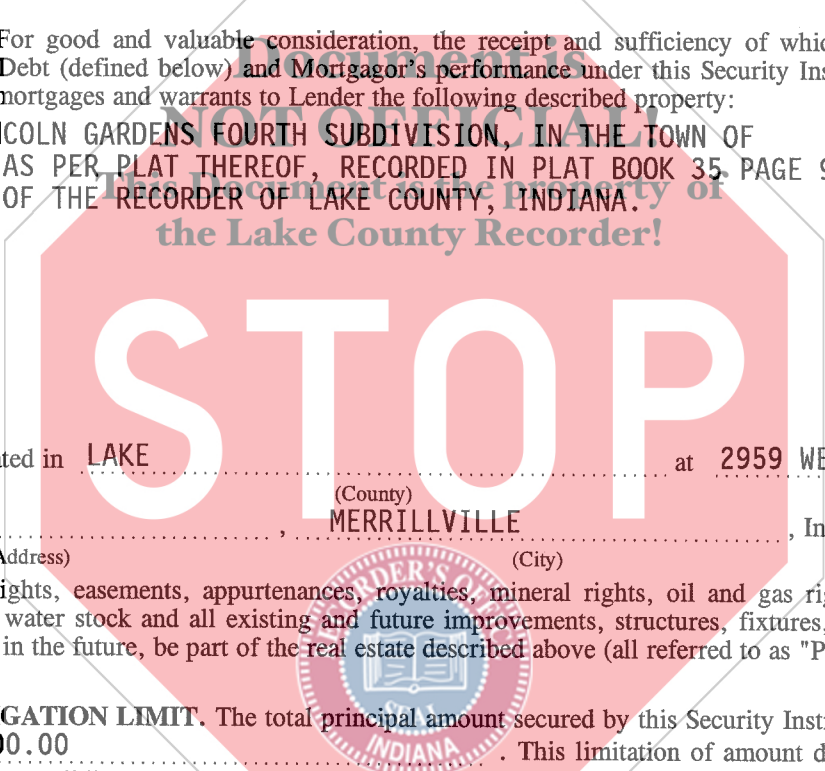 For good and valuable consideration, the receipt and sufficiency of whic
Document is
Debt (defined below) and Mortgagor's performance under this Security Ins
mortgages and warrants to Lender the following described property:
NOT OFFICIAL!
COLN GARDENS FOURTH SUBDIVISION, IN THE TOWN OF
AS PER PLAT THEREOF, RECORDED IN PLAT BOOK 35 PAGE 9
This Document is the property of
OF THE RECORDER OF LAKE COUNTY, INDIANA.
the Lake County Recorder!
STOP
ted in LAKE at 2959 WE
(County)
, MERRILLVILLE , In
Address) (City)
ights, easements, appurtenances, royalties, mineral rights, oil and gas rig
water stock and all existing and future improvements, structures, fixtures,
in the future, be part of the real estate described above (all referred to as "P
RECORDER'S OFFICE
SEAL
INDIANA
GATION LIMIT. The total principal amount secured by this Security Inst
00.00 . This limitation of amount d